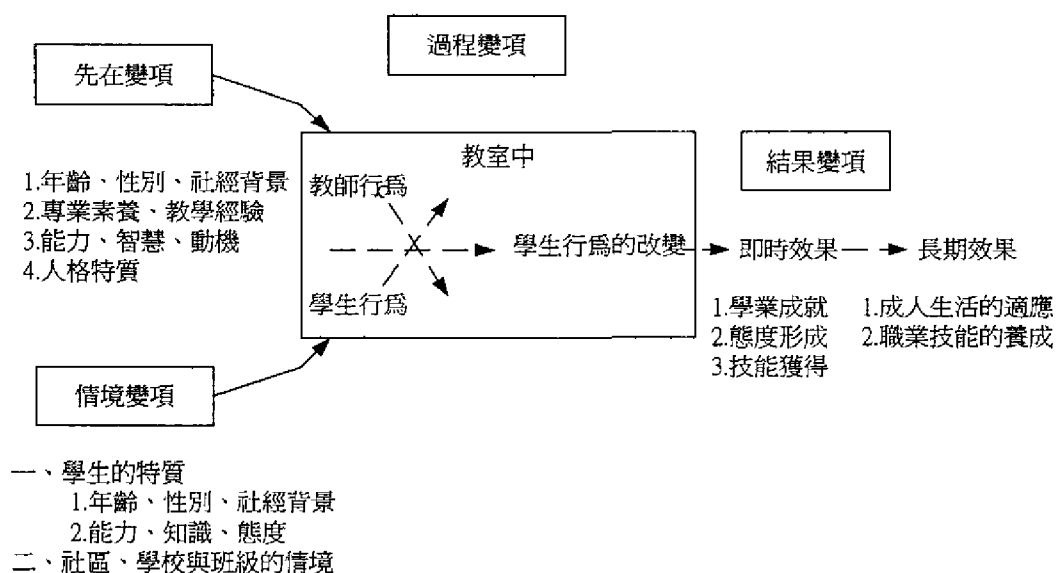 過程變項
先在變項
教室中
結果變項
1.年齡、性別、社經背景
2.專業素養、教學經驗
3.能力、智慧、動機
4.人格特質
教師行為
學生行為的改變
學生行為
即時效果
長期效果
1.學業成就
2.態度形成
3.技能獲得
1.成人生活的適應
2.職業技能的養成
情境變項
一、學生的特質
1.年齡、性別、社經背景
2.能力、知識、態度
二、社區、學校與班級的情境